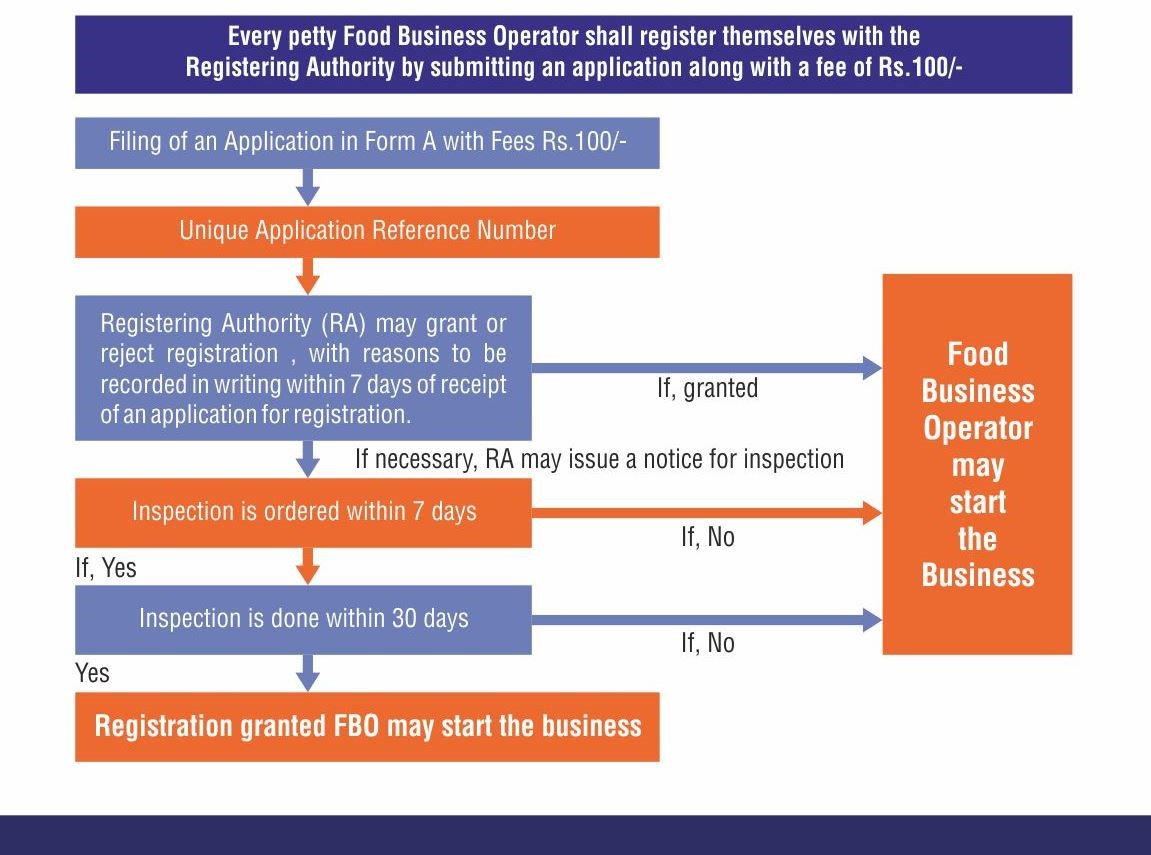 Every petty Food Business Operator shall register themselves with the
Registering Authority by submitting an application along with a fee of Rs.100/-
Filing of an Application in Form A with Fees Rs.100/-
Unique Application Reference Number
Registering Authority (RA) may grant or
reject registration , with reasons to be
recorded in writing within 7 days of receipt
of an application for registration.
If, granted
If necessary, RA may issue a notice for inspection
Inspection is ordered within 7 days
If, No
If, Yes
Inspection is done within 30 days
If, No
Yes
Registration granted FBO may start the business
Food
Business
Operator
may
start
the
Business